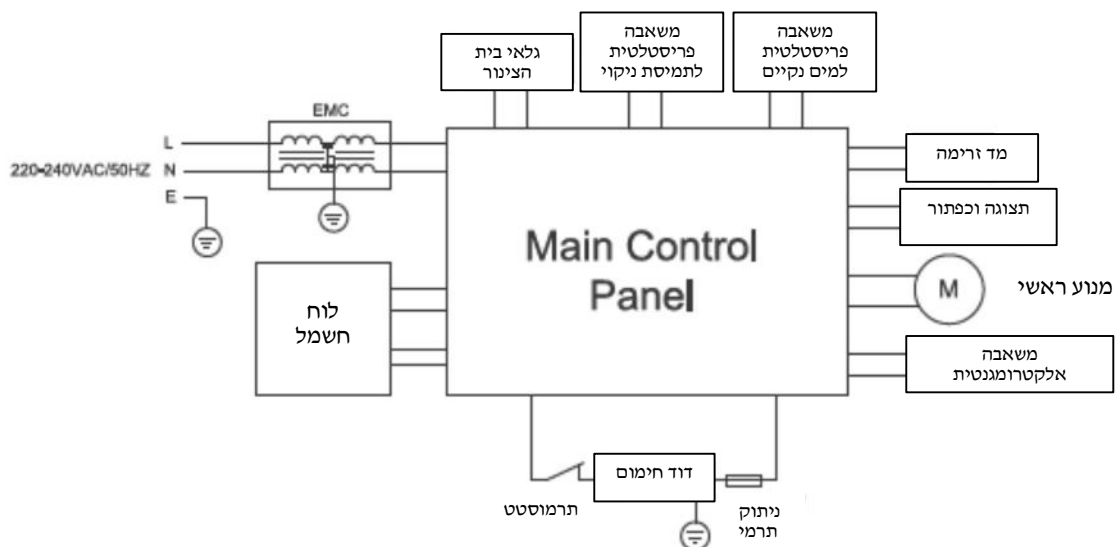 גלאי בית
הצינור
משאבה
פריסטלטית
לתמיסת ניקוי
משאבה
פריסטלטית
למים נקיים
EMC
L
220-240VAC/50HZ N
E
מד זרימה
תצוגה וכפתור
Main Control
Panel
M
מנוע ראשי
לוח
חשמל
משאבה
אלקטרומגנטית
דוד חימום
תרמוסטט
ניתוק
תרמי